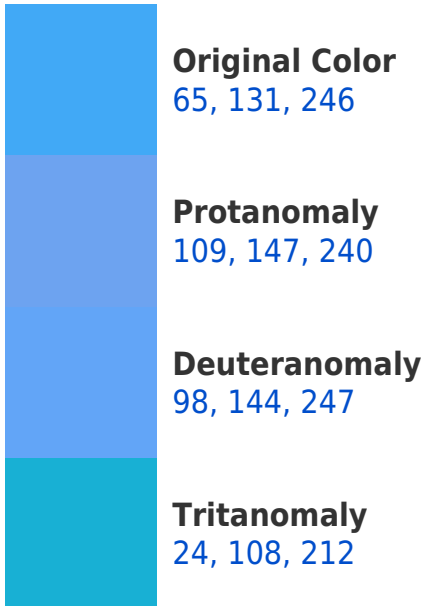 Original Color
65, 131, 246
Protanomaly
109, 147, 240
Deuteranomaly
98, 144, 247
Tritanomaly
24, 108, 212